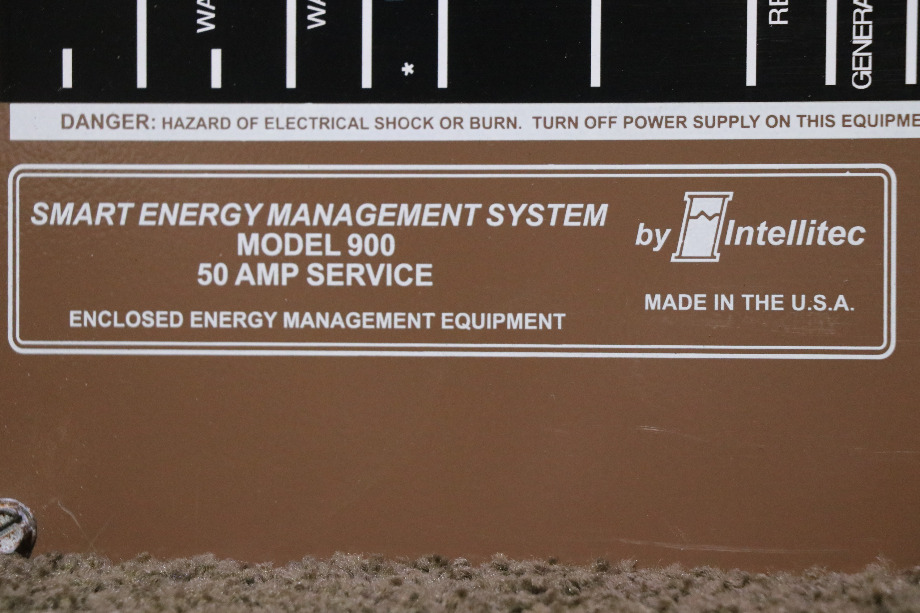 *
DANGER: HAZARD OF ELECTRICAL SHOCK OR BURN. TURN OFF POWER SUPPLY ON THIS
SMART ENERGY MANAGEMENT SYSTEM
MODEL 900
50 AMP SERVICE
ENCLOSED ENERGY MANAGEMENT EQUIPMENT
by Intellitec
MADE IN THE U.S.A.